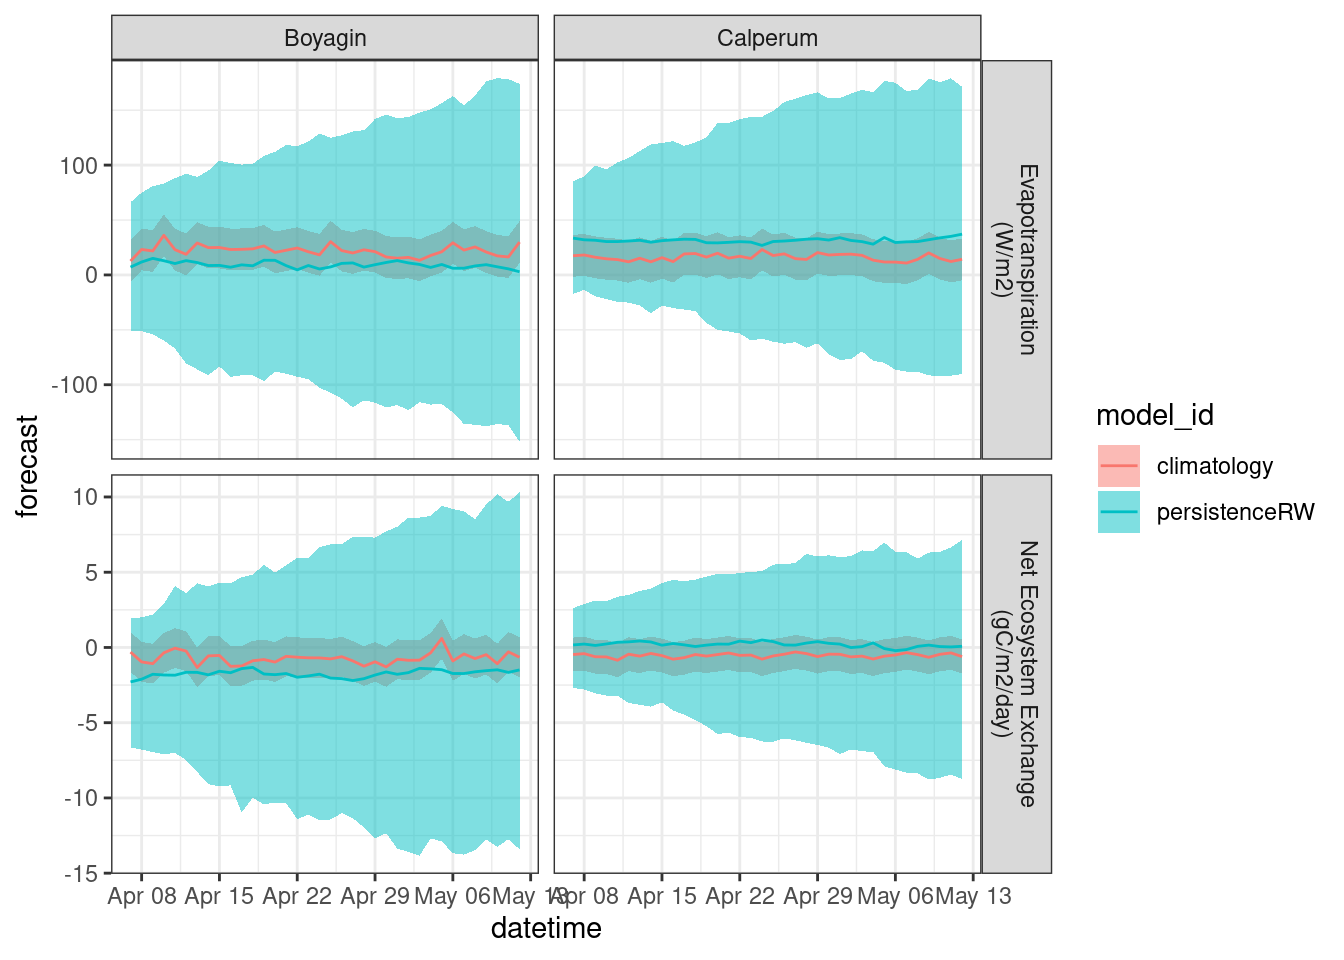 Boyagin
Calperum
100
0
-100
Evapotranspiration
(W/m2)
forecast
10
5
0
-5
-10
-15
Net Ecosystem Exchange
(gC/m2/day)
Apr 08 Apr 15 Apr 22 Apr 29 May 06 May 13
Apr 08 Apr 15 Apr 22 Apr 29 May 06 May 13
datetime
model_id
climatology
persistenceRW